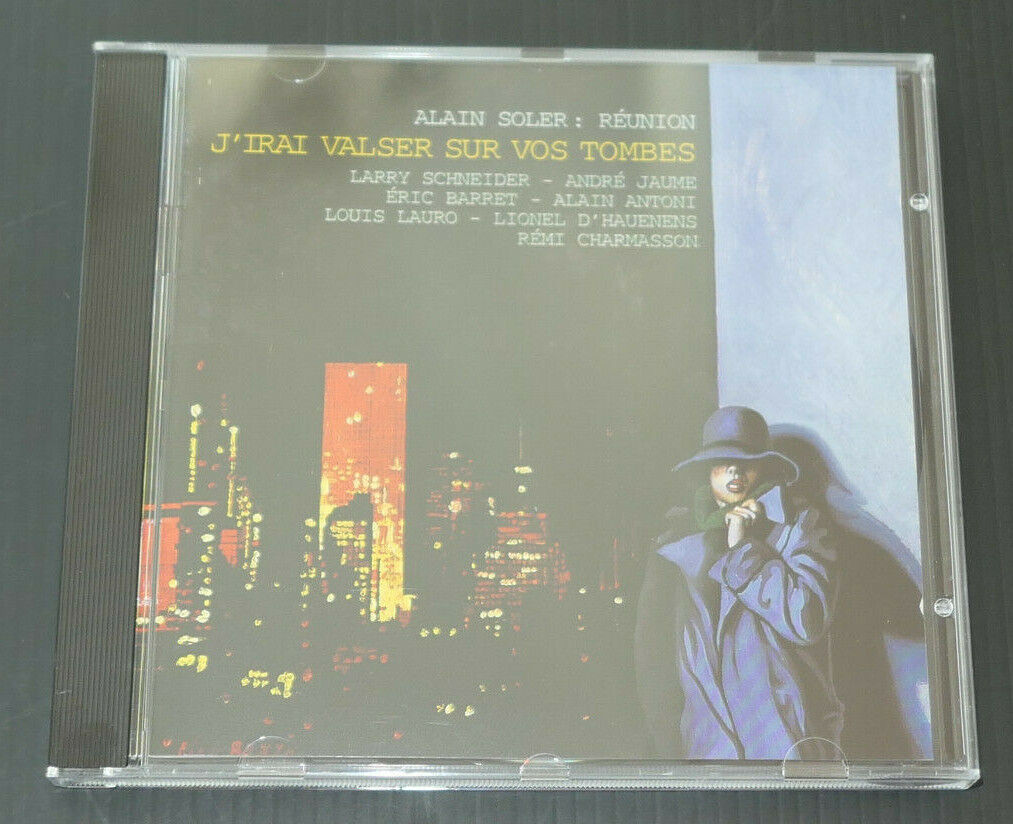 ALAIN SOLER: RÉUNION
J'IRAI VALSER SUR VOS TOMBES
LARRY SCHNEIDER - ANDRÉ JAUME
ÉRIC BARRET - ALAIN ANTONI
LOUIS LAURO - LIONEL D'HAUENENS
RÉMI CHARMASSON